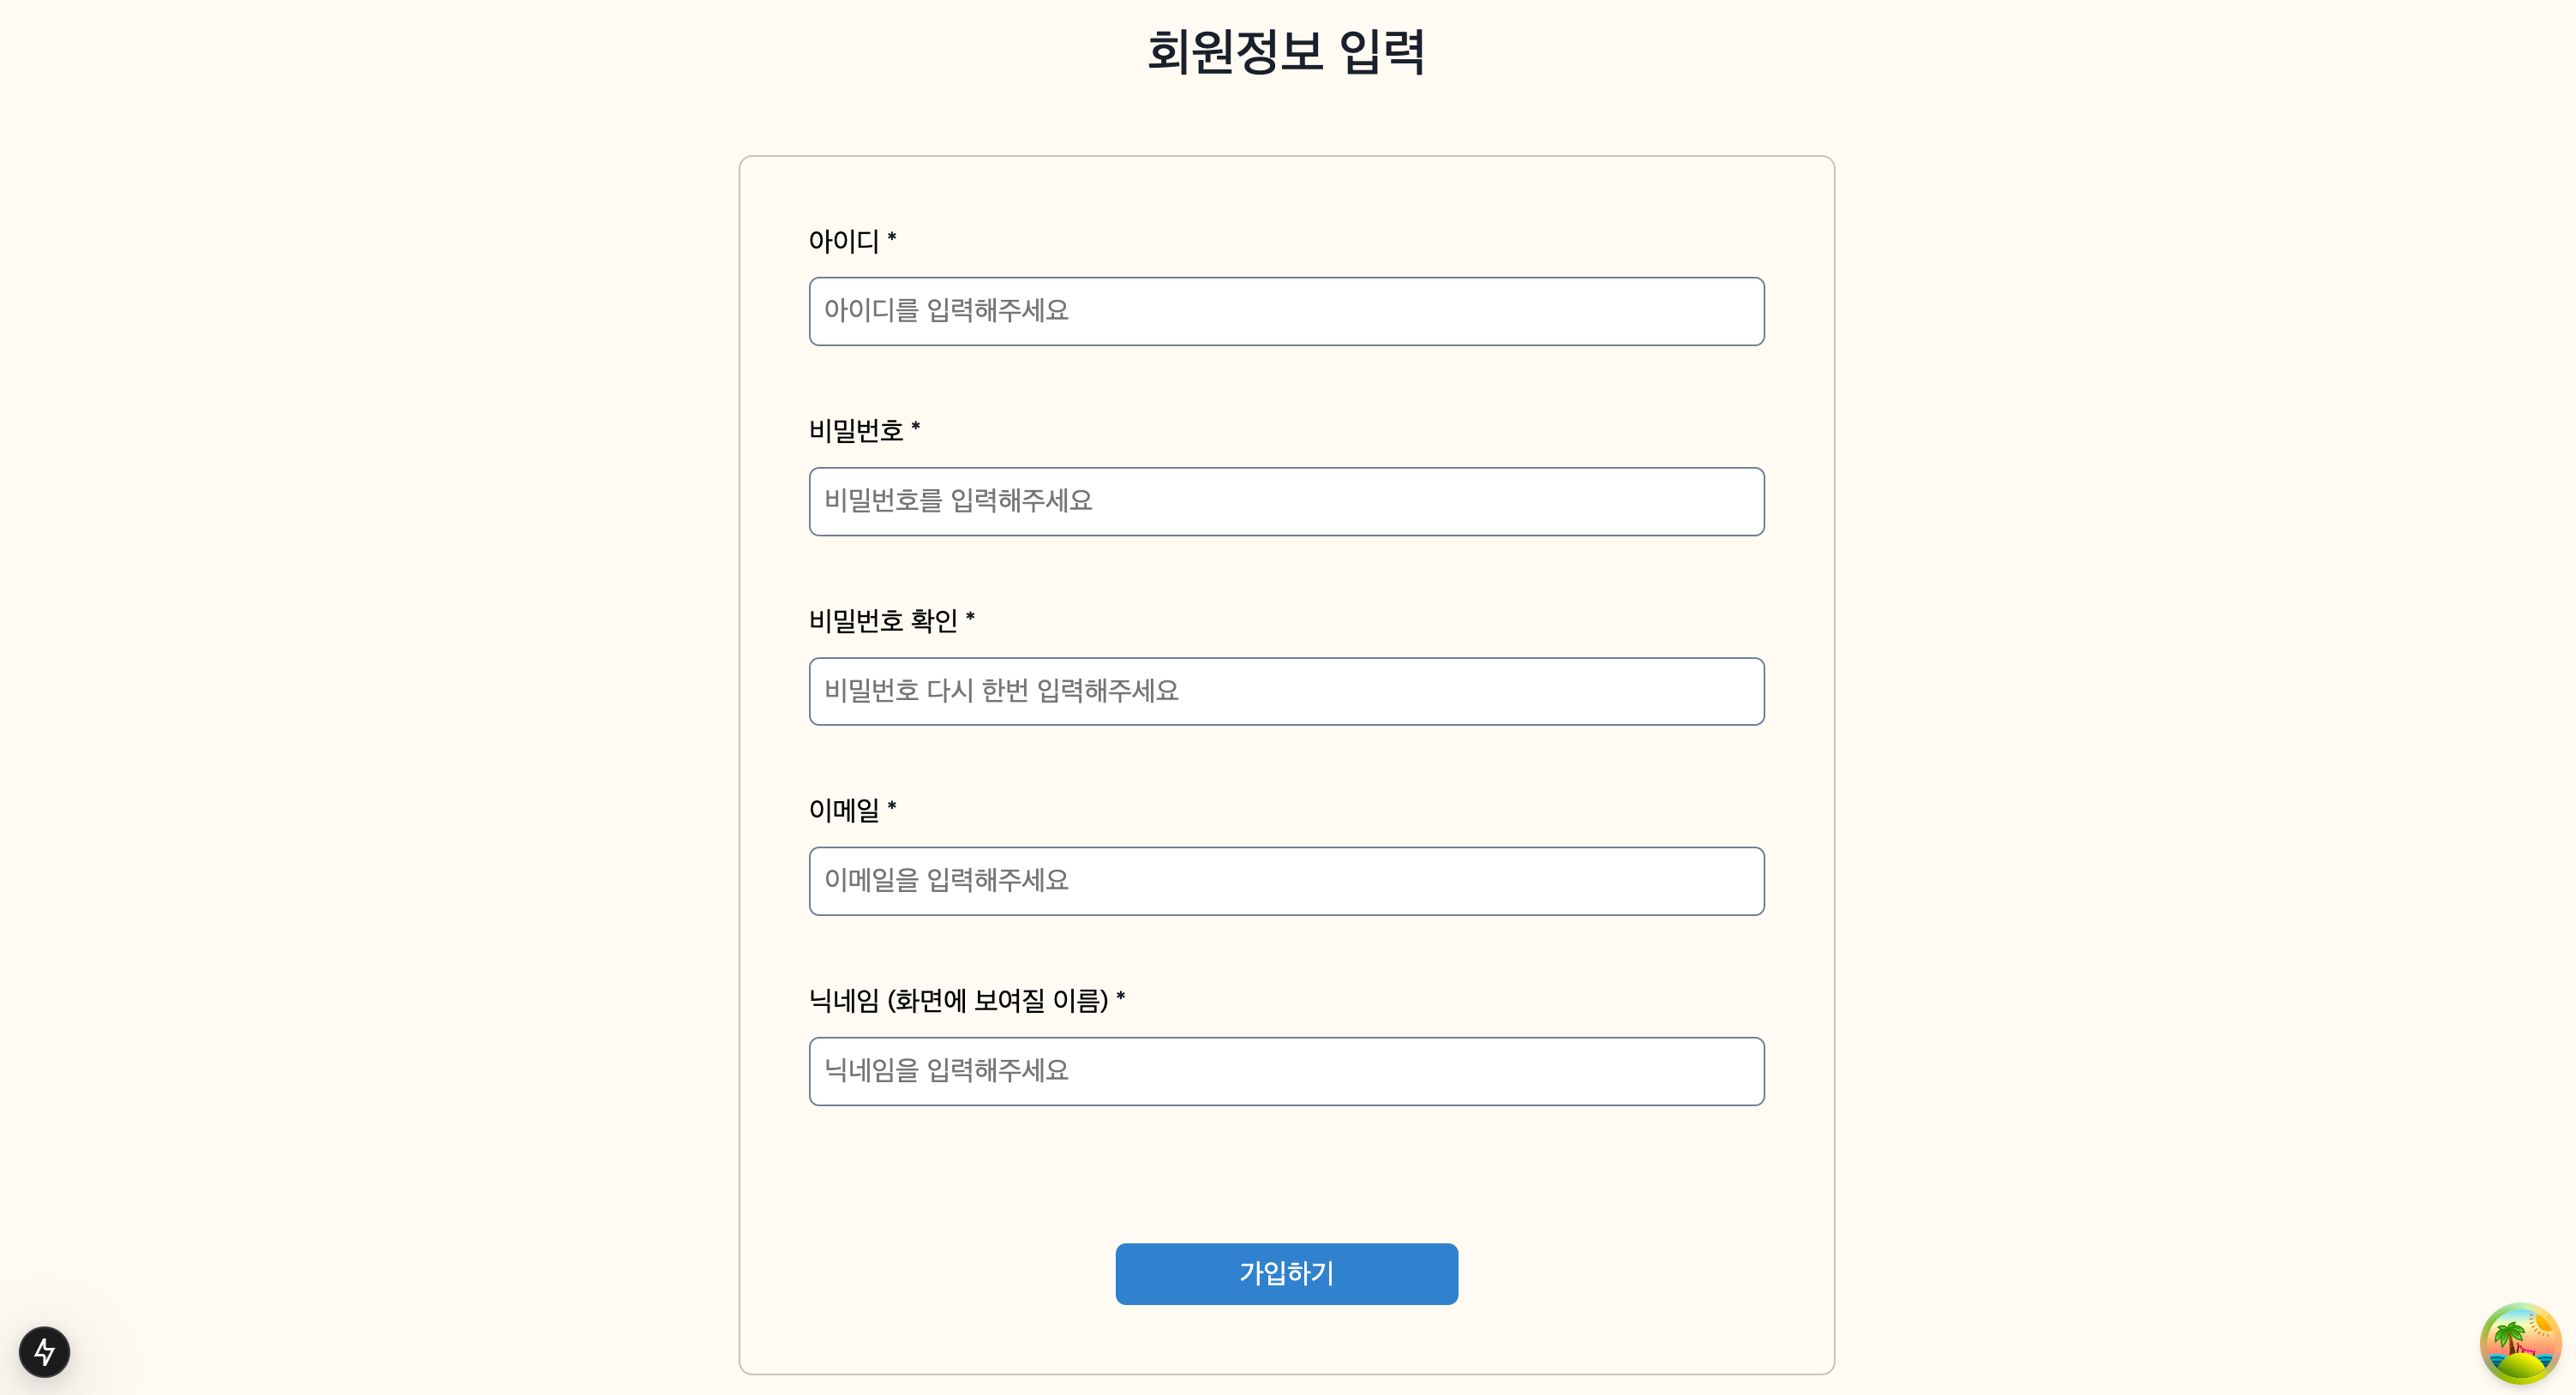 회원정보 입력
아이디 *
아이디를 입력해주세요
비밀번호 *
비밀번호를 입력해주세요
비밀번호 확인 *
비밀번호 다시 한번 입력해주세요
이메일 *
이메일을 입력해주세요
닉네임 (화면에 보여질 이름) *
닉네임을 입력해주세요
가입하기